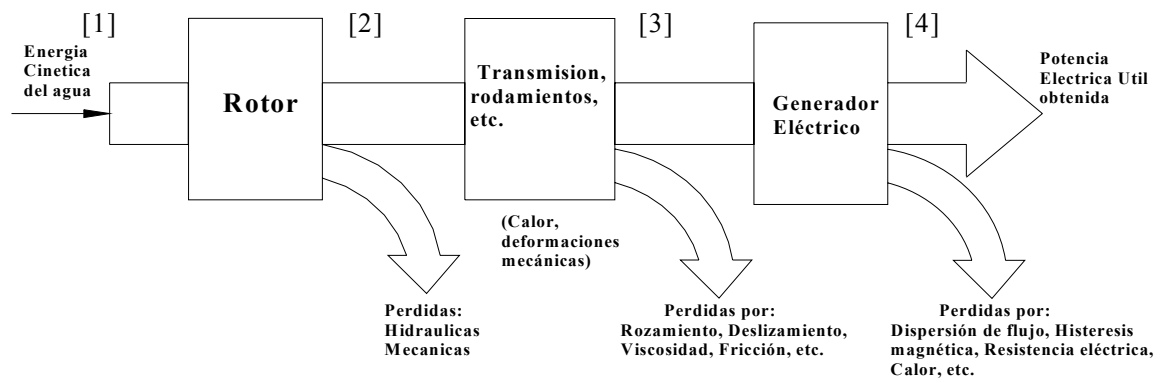 [1]
[2]
[3]
[4]
Energia
Cinetica
del agua
Rotor
Transmision,
rodamientos,
etc.
Generador
Eléctrico
Potencia
Electrica Util
obtenida
(Calor,
deformaciones
mecánicas)
Perdidas:
Hidraulicas
Mecanicas
Perdidas por:
Rozamiento, Deslizamiento,
Viscosidad, Fricción, etc.
Perdidas por:
Dispersión de flujo, Histeresis
magnética, Resistencia eléctrica,
Calor, etc.